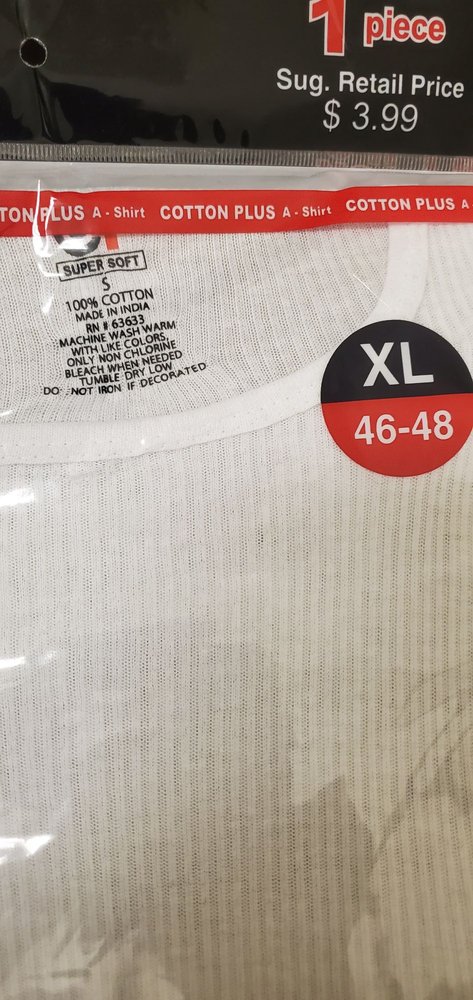 1 piece
Sug. Retail Price
$ 3.99
TON PLUS A - Shirt COTTON PLUS A - Shirt COTTON PLUS A
SUPER SOFT
S
100% COTTON
MADE IN INDIA
RN # 63633
MACHINE WASH WARM
WITH LIKE COLORS,
ONLY NON CHLORINE
BLEACH WHEN NEEDED
TUMBLE DRY LOW
DO NOT IRON IF DECORATED
XL
46-48